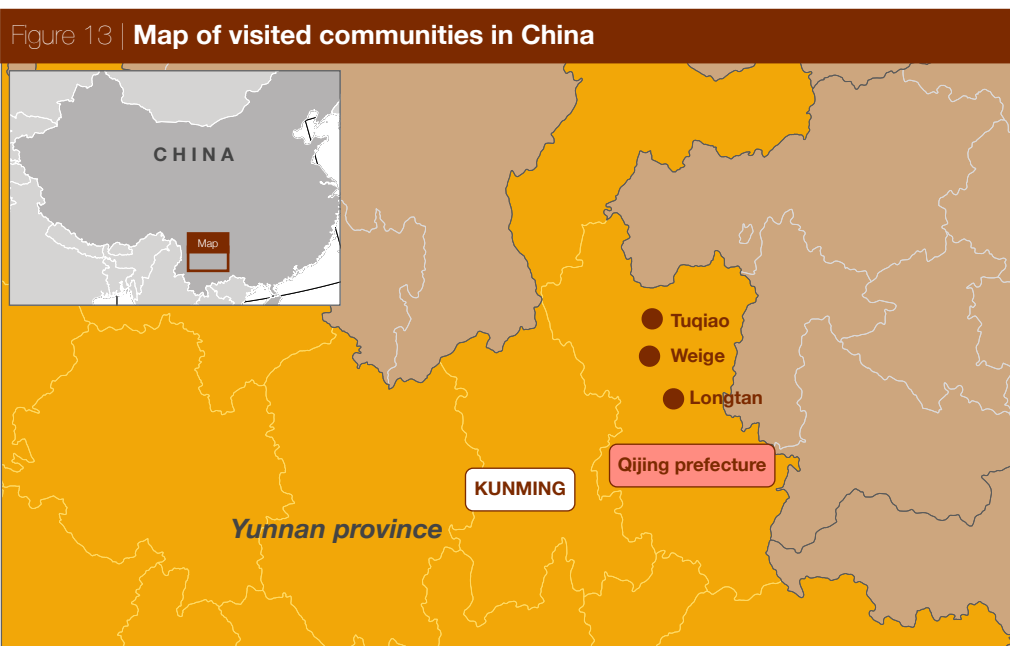 Figure 13 | Map of visited communities in China
CHINA
Map
Tuqiao
Weige
Longtan
Qijing prefecture
KUNMING
Yunnan province